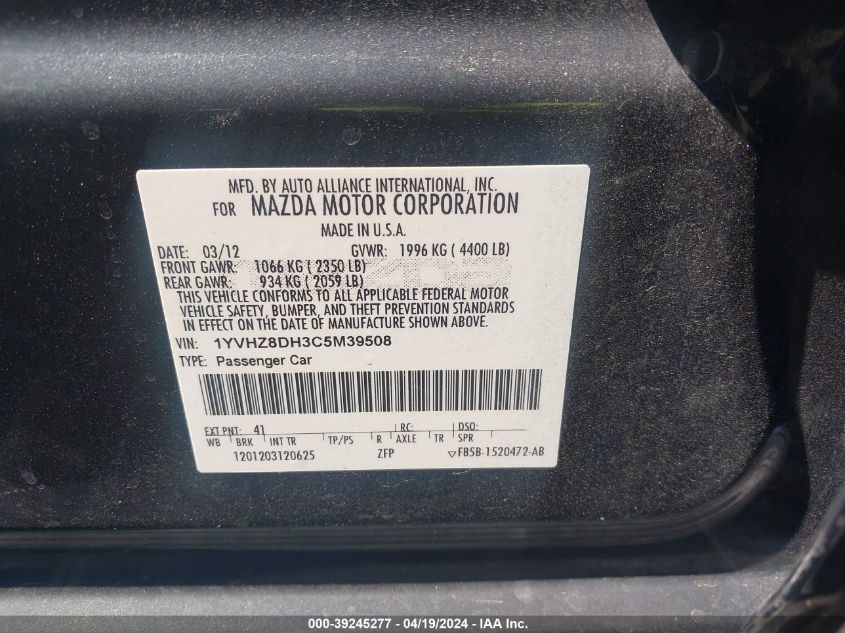 MFD. BY AUTO ALLIANCE INTERNATIONAL, INC.
FOR MAZDA MOTOR CORPORATION
MADE IN U.S.A.
DATE: 03/12 GVWR: 1996 KG ( 4400 LB)
FRONT GAWR: 1066 KG ( 2350 LB)
REAR GAWR: 934 KG ( 2059 LB)
THIS VEHICLE CONFORMS TO ALL APPLICABLE FEDERAL MOTOR
VEHICLE SAFETY, BUMPER, AND THEFT PREVENTION STANDARDS
IN EFFECT ON THE DATE OF MANUFACTURE SHOWN ABOVE.
VIN: 1YVHZ8DH3C5M39508
TYPE: Passenger Car
EXT PNT: 41 RC: DSO:
WB BRK INT TR TP/PS R AXLE TR SPR
1201203120625 ZFP ▽F85B-1520472-AB
000-39245277 - 04/19/2024 - IAA Inc.